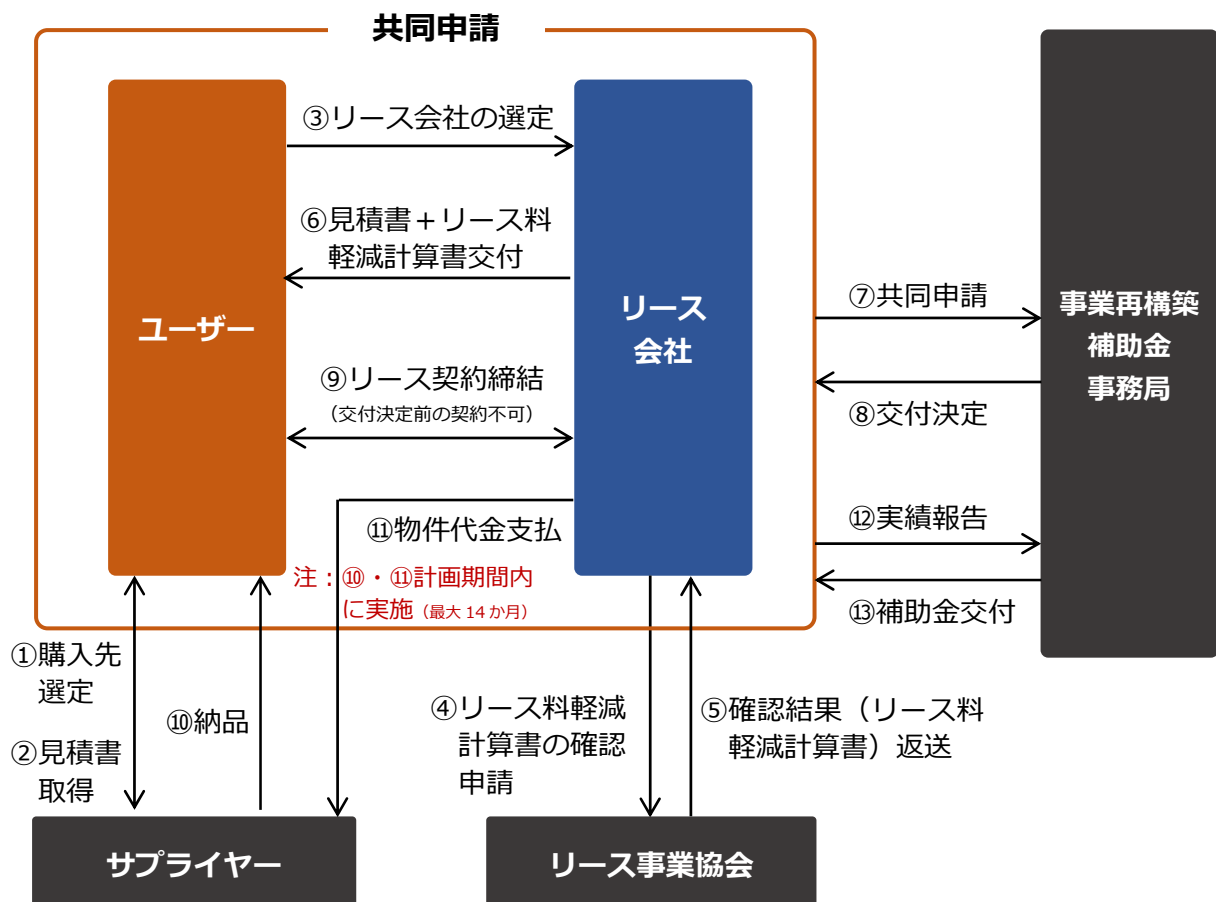 共同申請
③リース会社の選定
⑥見積書＋リース料
軽減計算書交付
ユーザー
リース
会社
⑨リース契約締結
（交付決定前の契約不可）
⑪物件代金支払
注：⑩・⑪計画期間内
に実施（最大 14 か月）
⑦共同申請
⑧交付決定
⑫実績報告
⑬補助金交付
事業再構築
補助金
事務局
①購入先
選定
②見積書
取得
⑩納品
④リース料軽減
計算書の確認
申請
⑤確認結果（リース料
軽減計算書）返送
サプライヤー
リース事業協会